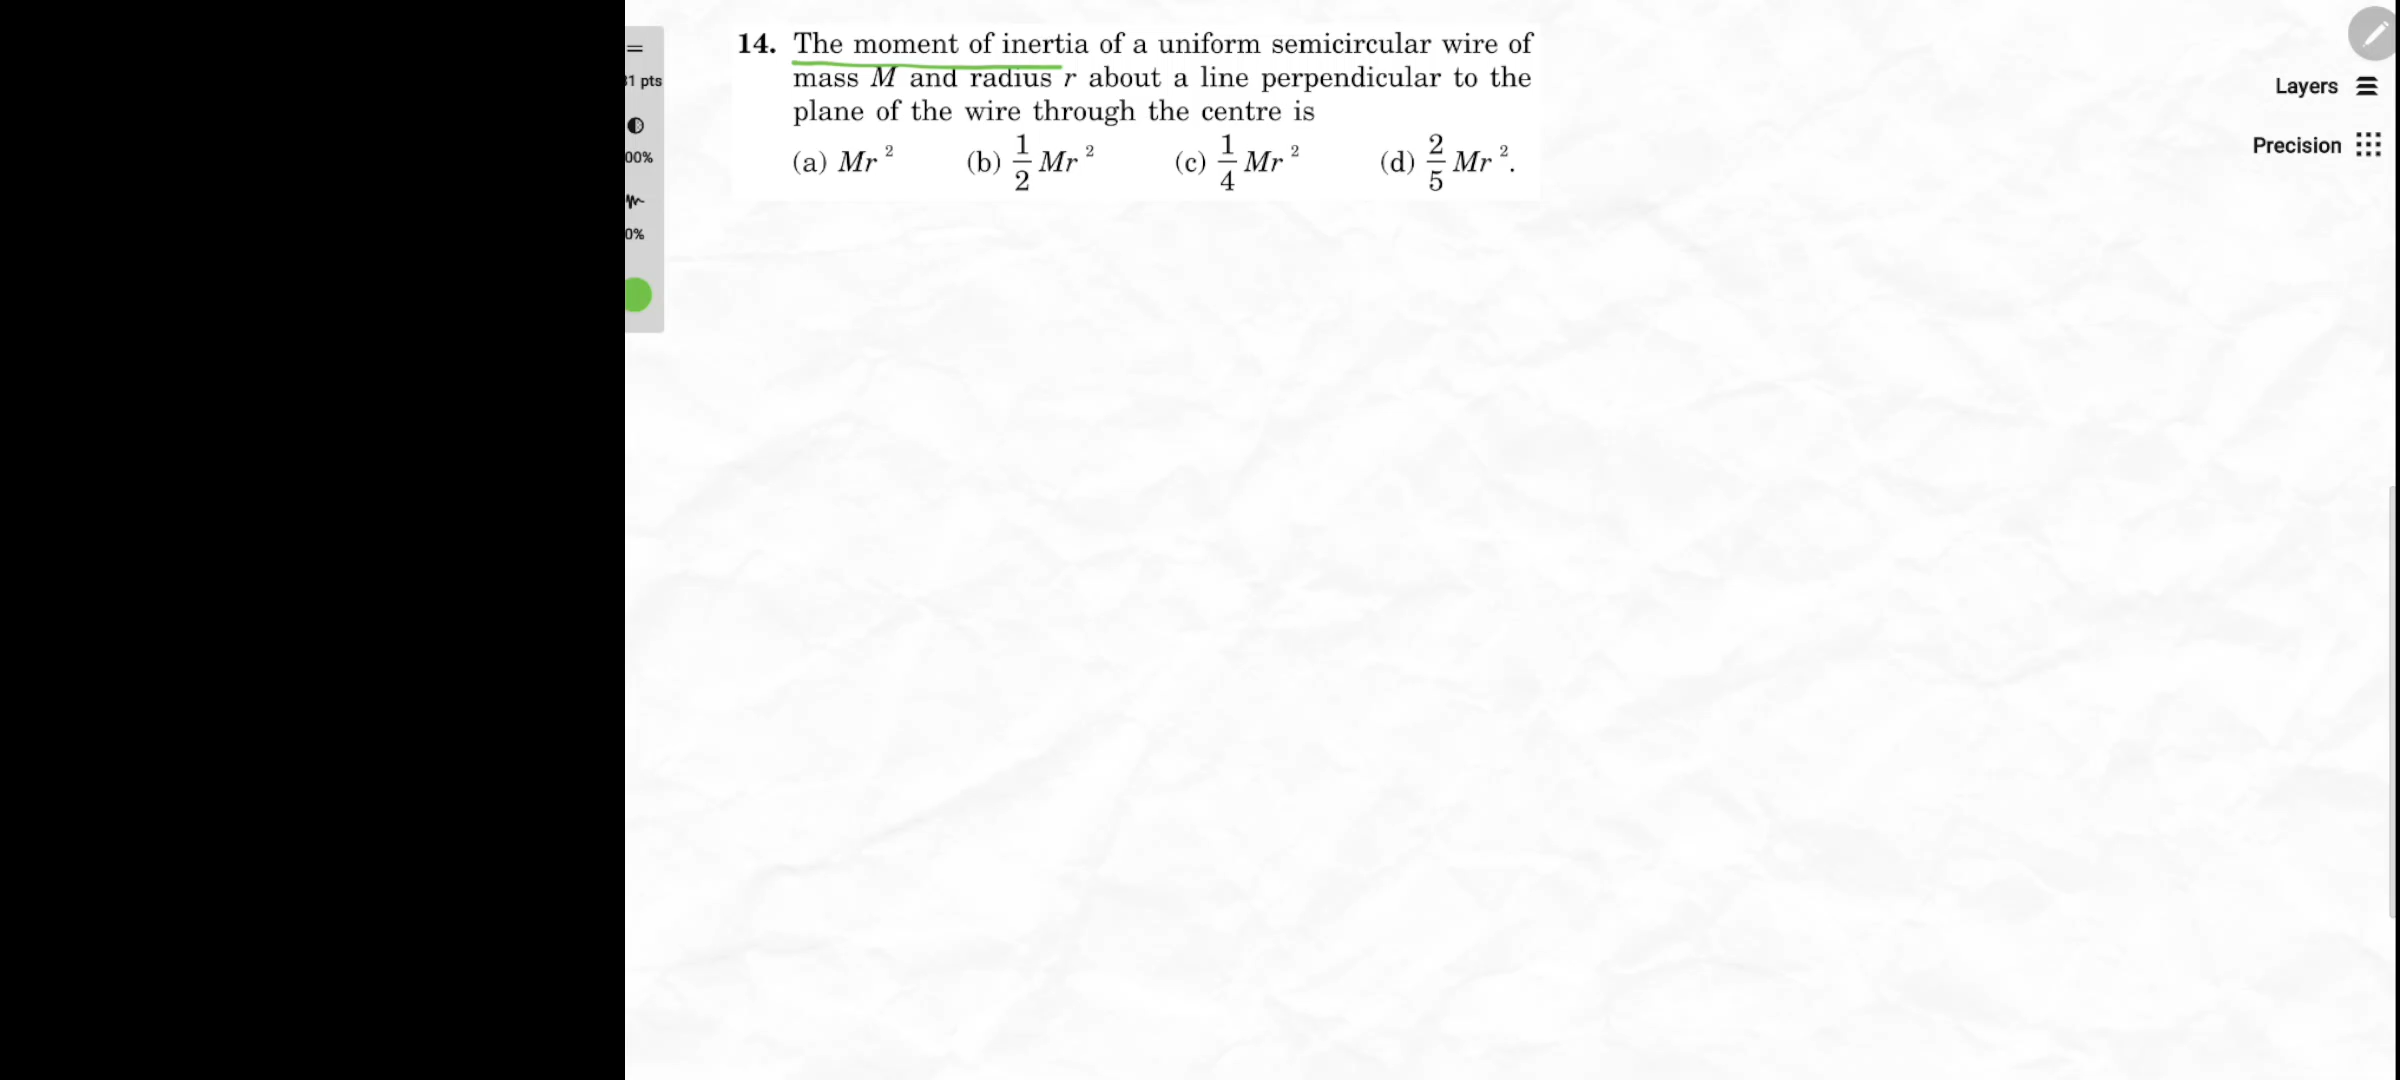 14. The moment of inertia of a uniform semicircular wire of
mass M and radius r about a line perpendicular to the
plane of the wire through the centre is
(a) Mr² (b) 1/2 Mr² (c) 1/4 Mr² (d) 2/5 Mr².
1 pts
00%
0%
Layers
Precision